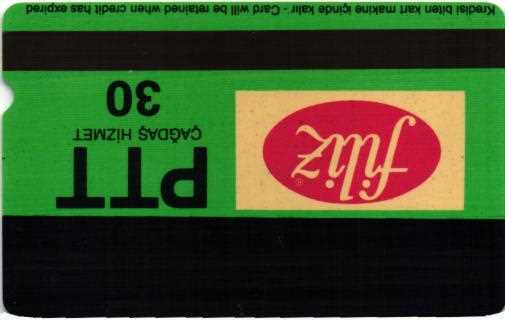 PTT
ÇAĞDAŞ HİZMET
30
filiz®
Kredisi biten kart makine içinde kalır - Card will be retained when credit has expired